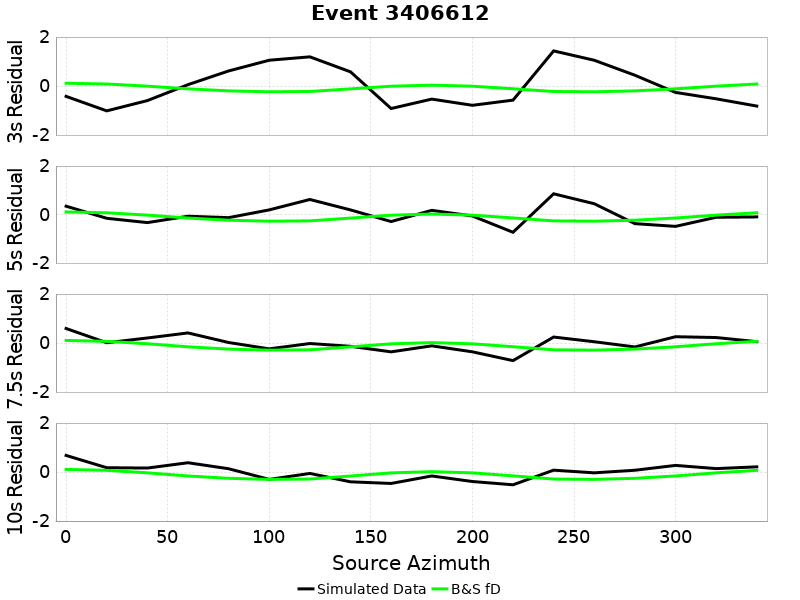 Event 3406612
3s Residual
2
0
-2
5s Residual
2
0
-2
7.5s Residual
2
0
-2
10s Residual
2
0
-2
0 50 100 150 200 250 300
Source Azimuth
Simulated Data B&S fD